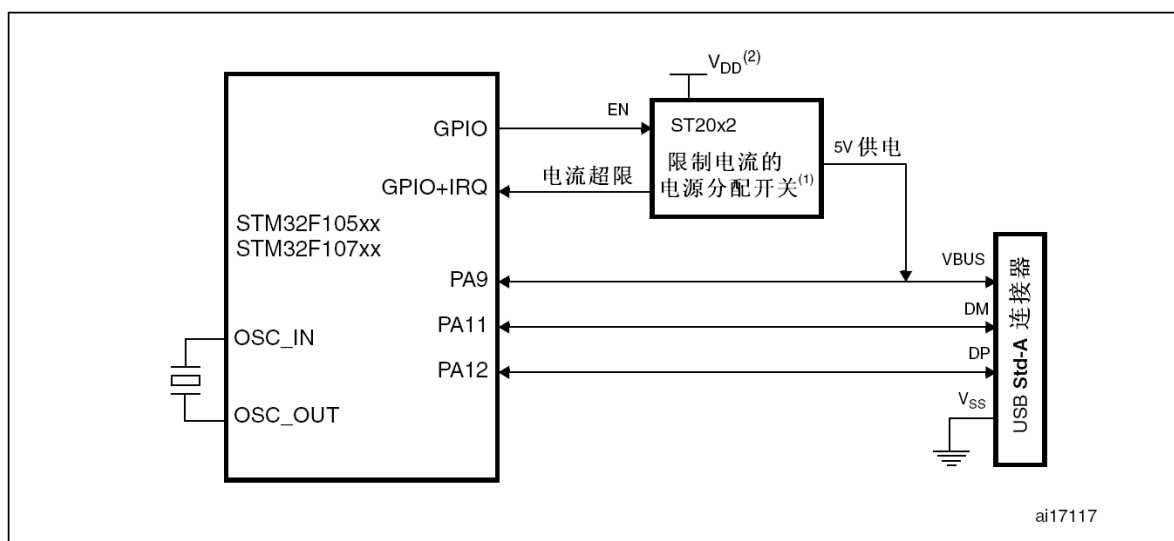 V_DD(2)
GPIO
EN
ST20x2
限制电流的
电源分配开关(1)
5V 供电
GPIO+IRQ
电流超限
STM32F105xx
STM32F107xx
PA9
VBUS
PA11
DM
PA12
DP
OSC_IN
OSC_OUT
V_SS
USB Std-A 连接器
ai17117